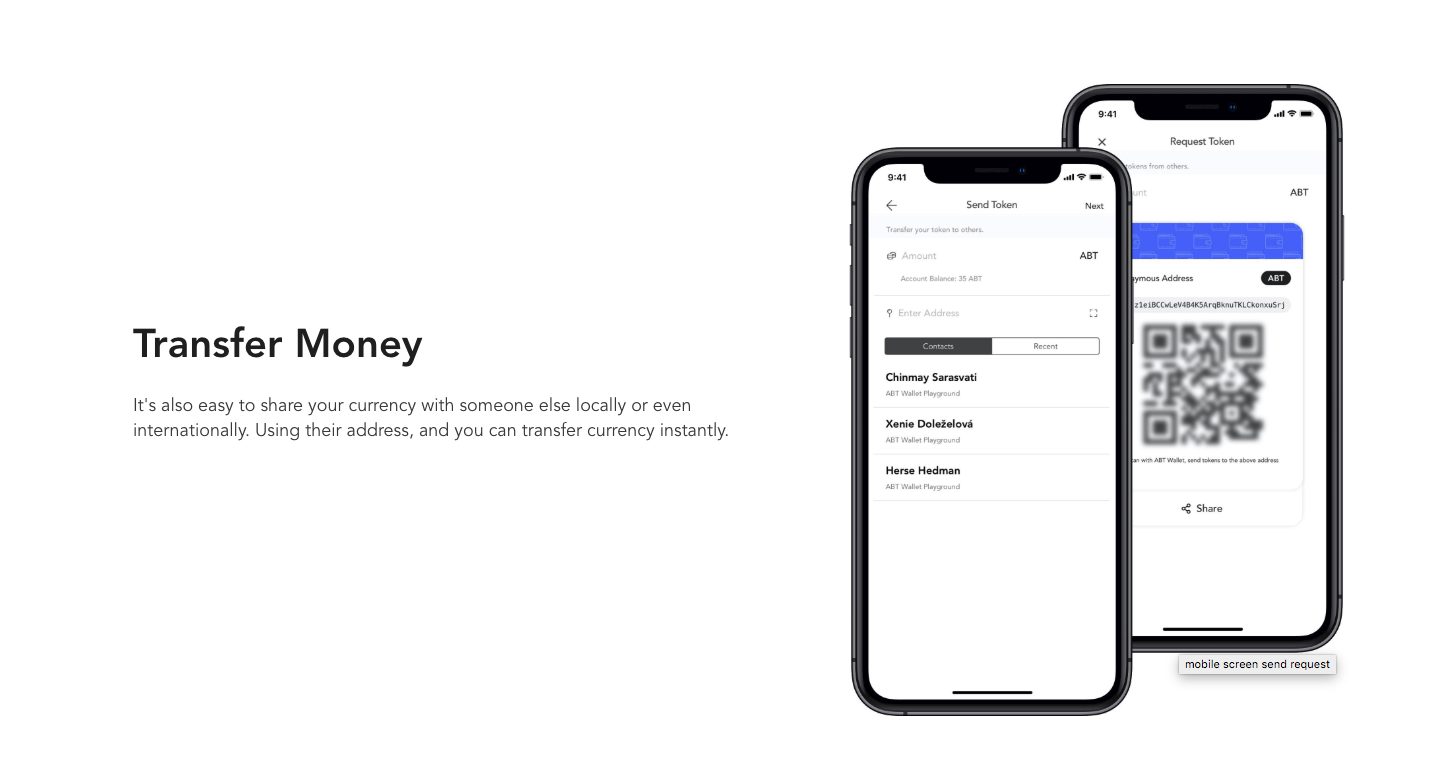 Transfer Money
It's also easy to share your currency with someone else locally or even
internationally. Using their address, and you can transfer currency instantly.
9:41
Send Token
Next
Transfer your token to others.
Amount
ABT
Account Balance: 35 ABT
Enter Address
Contacts
Recent
Chinmay Sarasvati
ABT Wallet Playground
Xenie Doleželová
ABT Wallet Playground
Herse Hedman
ABT Wallet Playground
9:41
Request Token
tokens from others.
ABT
Address
ABT
z1eiBCCwLeV4B4K5ArqBknuTKLCkonxuSrj
with ABT Wallet, send tokens to the above address
Share
mobile screen send request